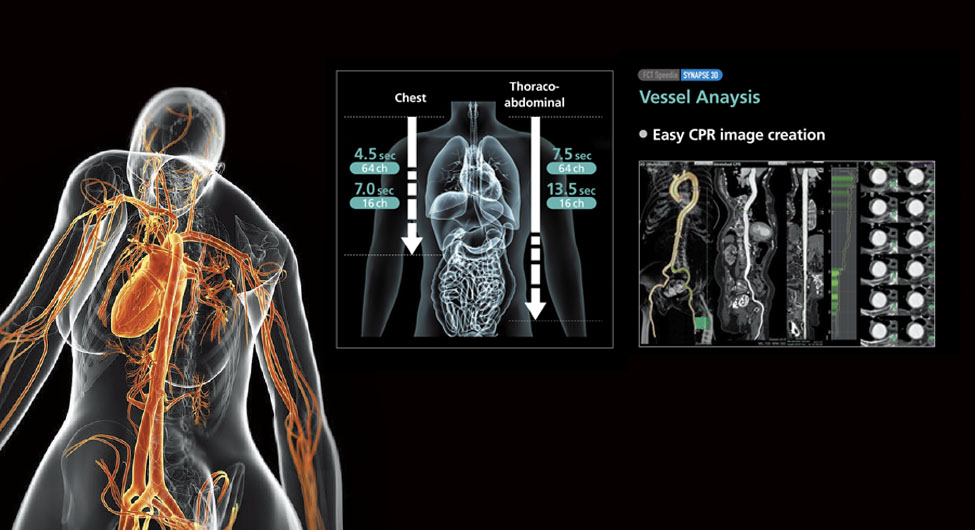 Chest
Thoraco-
abdominal
4.5 sec
64 ch
7.0 sec
16 ch
7.5 sec
64 ch
13.5 sec
16 ch
FCT Speedia SYNAPSE 3D
Vessel Anaysis
Easy CPR image creation